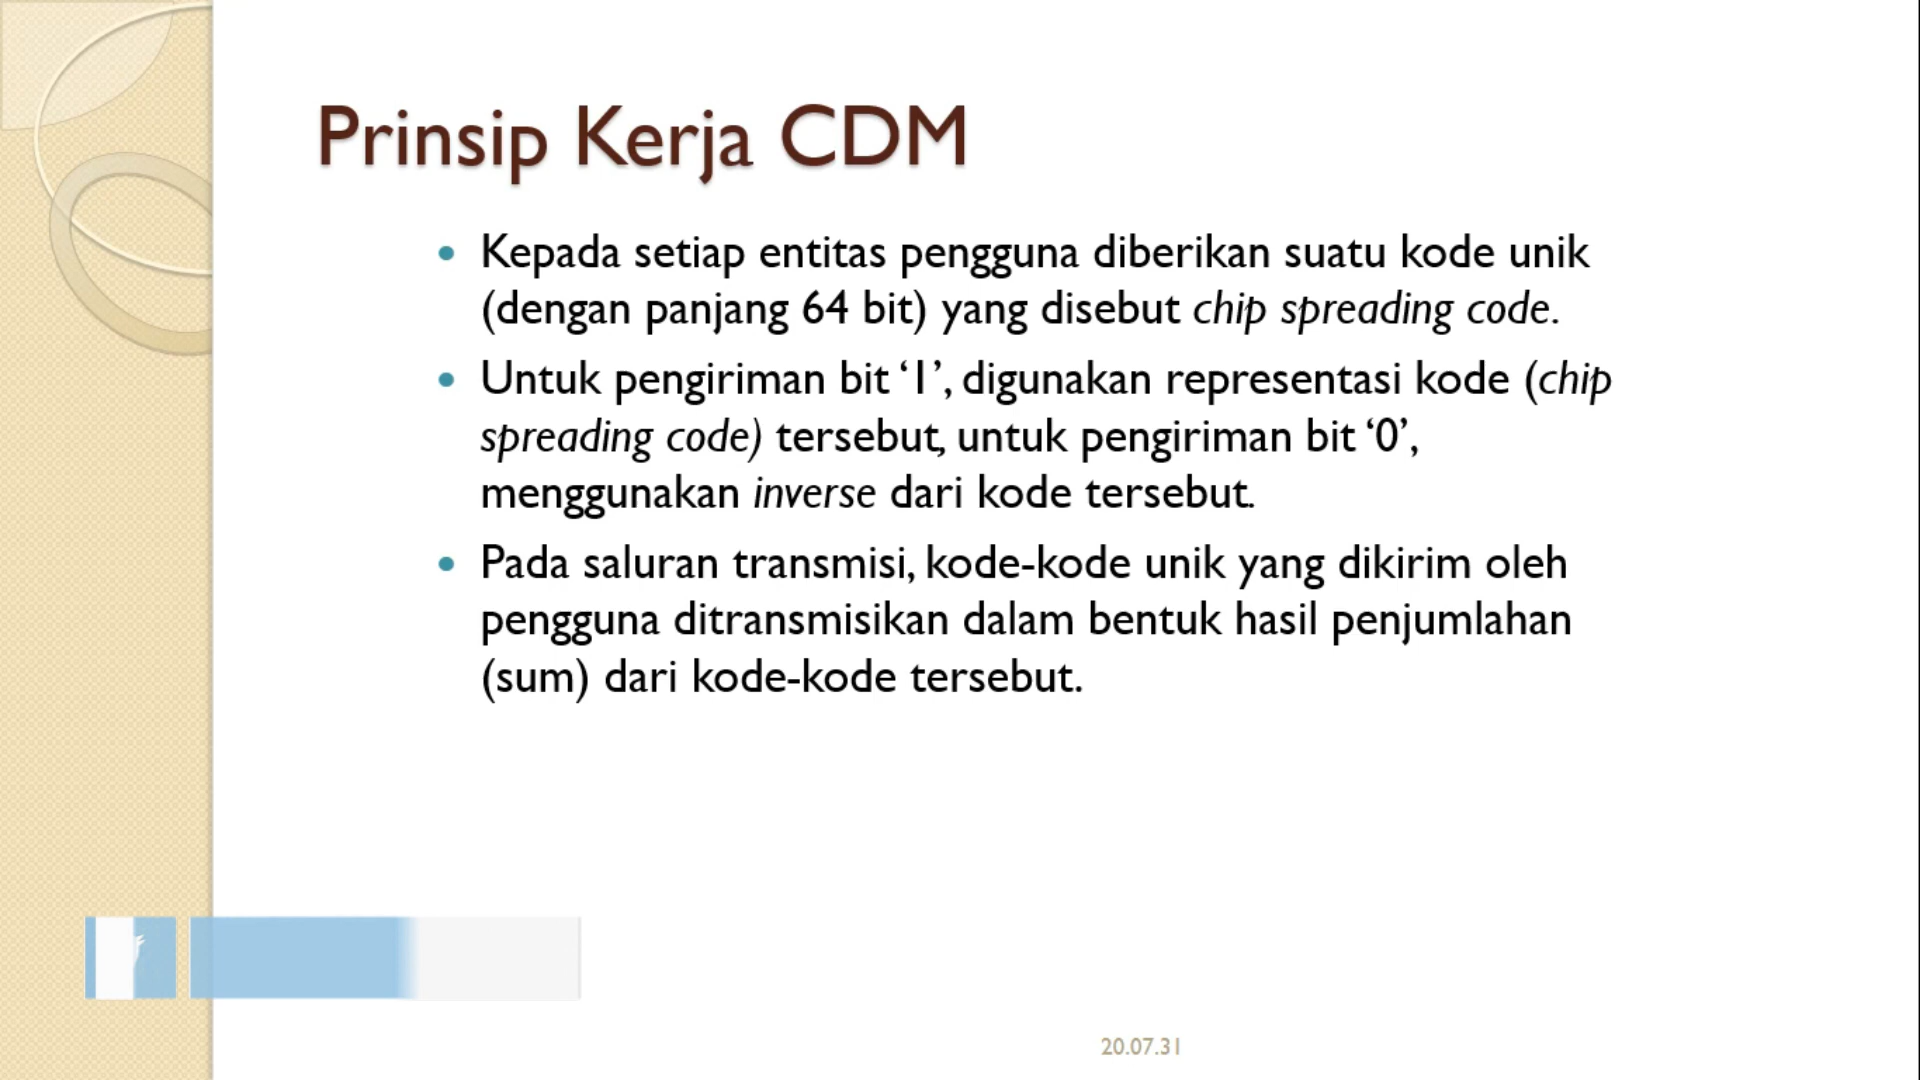 Prinsip Kerja CDM
• Kepada setiap entitas pengguna diberikan suatu kode unik
(dengan panjang 64 bit) yang disebut chip spreading code.
• Untuk pengiriman bit ‘1’, digunakan representasi kode (chip
spreading code) tersebut, untuk pengiriman bit ‘0’,
menggunakan inverse dari kode tersebut.
• Pada saluran transmisi, kode-kode unik yang dikirim oleh
pengguna ditransmisikan dalam bentuk hasil penjumlahan
(sum) dari kode-kode tersebut.
20.07.31